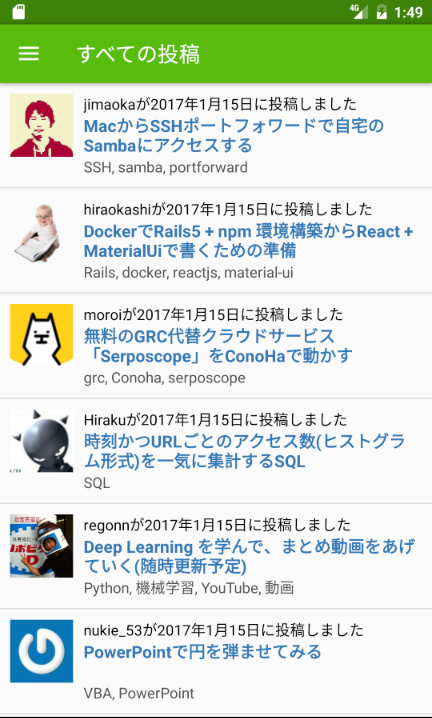 4G 1:49
すべての投稿
jimaokaが2017年1月15日に投稿しました
MacからSSHポートフォワードで自宅の
Sambaにアクセスする
SSH, samba, portforward
hiraokashiが2017年1月15日に投稿しました
DockerでRails5 + npm 環境構築からReact +
MaterialUiで書くための準備
Rails, docker, reactjs, material-ui
moroiが2017年1月15日に投稿しました
無料のGRC代替クラウドサービス
「Serposcope」をConoHaで動かす
grc, Conoha, serposcope
Hirakuが2017年1月15日に投稿しました
時刻かつURLごとのアクセス数(ヒストグラ
ム形式)を一気に集計するSQL
SQL
regonnが2017年1月15日に投稿しました
Deep Learning を学んで、まとめ動画をあげ
ていく(随時更新予定)
Python, 機械学習, YouTube, 動画
nukie_53が2017年1月15日に投稿しました
PowerPointで円を弾ませてみる
VBA, PowerPoint